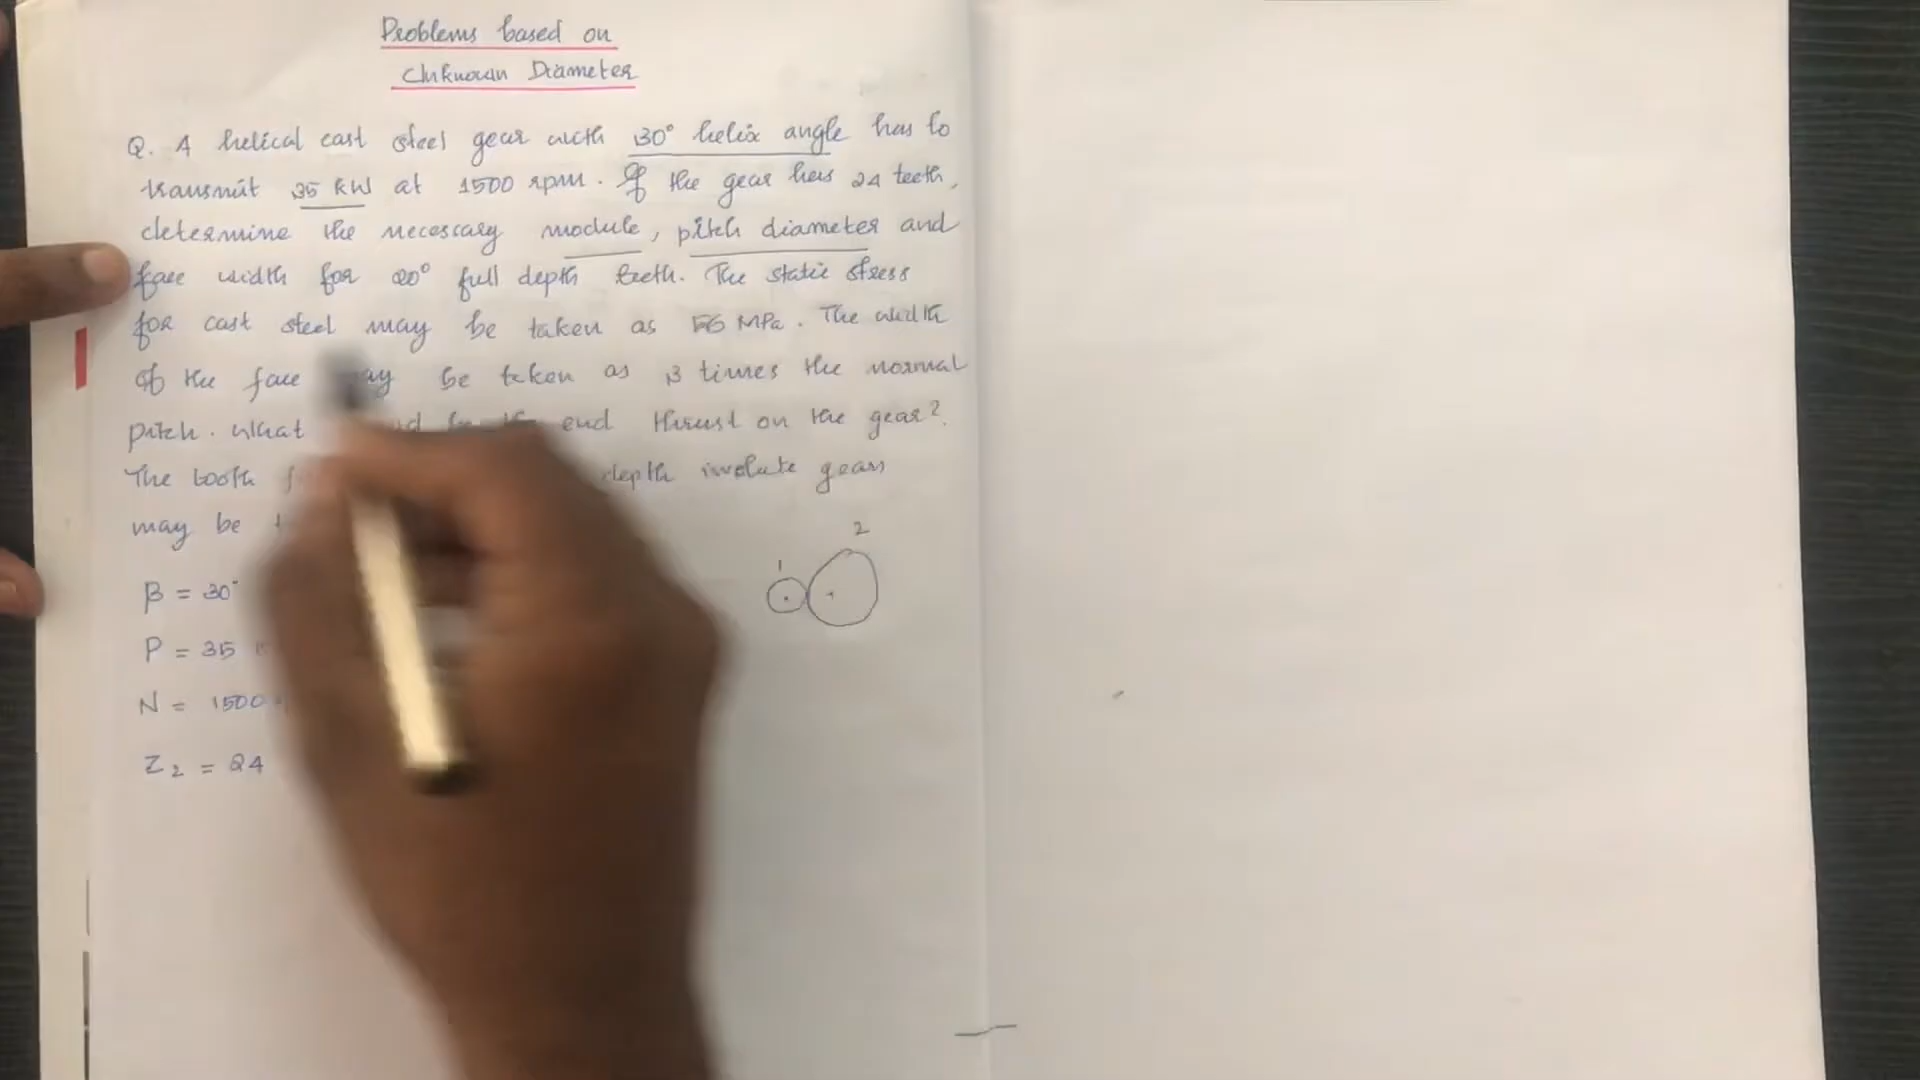 Problems based on
Unknown Diameter
Q. A helical cast steel gear with 30° helix angle has to
transmit 35 kW at 1500 rpm. If the gear has 24 teeth,
determine the necessary module, pitch diameter and
face width for 20° full depth teeth. The static stress
for cast steel may be taken as 56 MPa. The width
of the face may be taken as 3 times the normal
pitch. What end thrust on the gear?
The tooth depth involute gears
may be
2
1
β = 30°
P = 35
N = 1500
Z₂ = 24